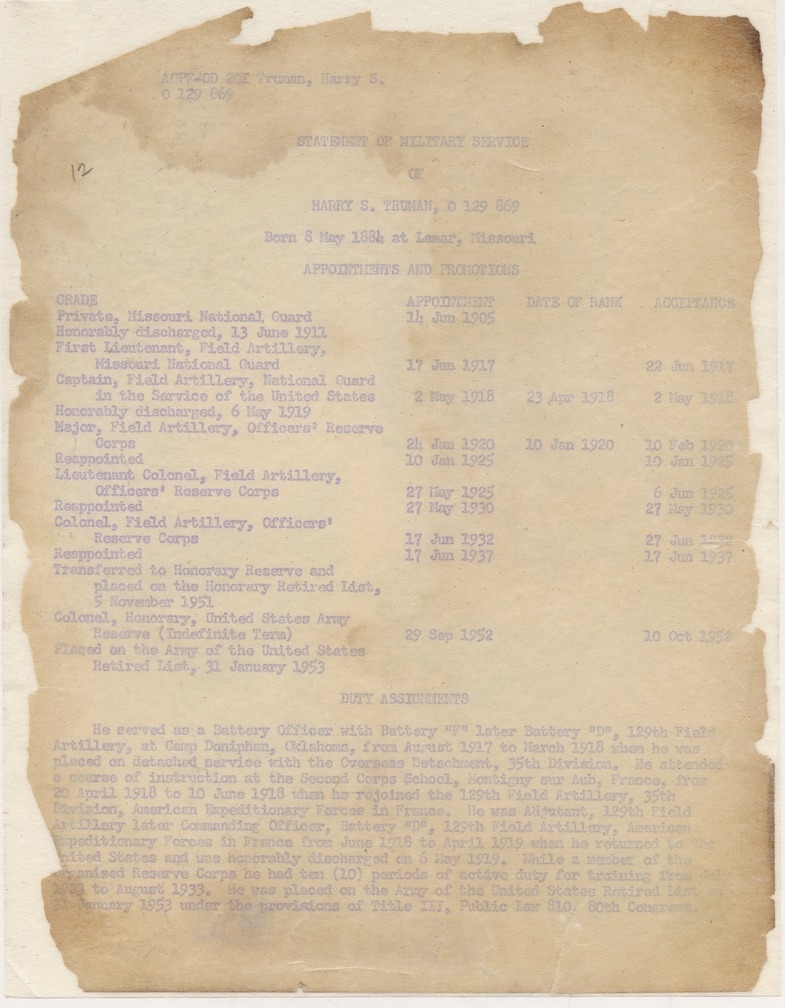 AGPF-OD 201 Truman, Harry S.
O 129 869
12
STATEMENT OF MILITARY SERVICE
OF
HARRY S. TRUMAN, O 129 869
Born 8 May 1884 at Lamar, Missouri
APPOINTMENTS AND PROMOTIONS
GRADE APPOINTMENT DATE OF RANK ACCEPTANCE
Private, Missouri National Guard 14 Jun 1905
Honorably discharged, 13 June 1911
First Lieutenant, Field Artillery,
Missouri National Guard 17 Jun 1917 22 Jun 1917
Captain, Field Artillery, National Guard
in the Service of the United States 2 May 1918 23 Apr 1918 2 May 1918
Honorably discharged, 6 May 1919
Major, Field Artillery, Officers' Reserve
Corps 24 Jan 1920 10 Jan 1920 10 Feb 1920
Reappointed 10 Jan 1925 10 Jan 1925
Lieutenant Colonel, Field Artillery,
Officers' Reserve Corps 27 May 1925 6 Jun 1925
Reappointed 27 May 1930 27 May 1930
Colonel, Field Artillery, Officers'
Reserve Corps 17 Jun 1932 27 Jun 1932
Reappointed 17 Jun 1937 17 Jun 1937
Transferred to Honorary Reserve and
placed on the Honorary Retired List,
5 November 1951
Colonel, Honorary, United States Army
Reserve (Indefinite Term) 29 Sep 1952 10 Oct 1952
Placed on the Army of the United States
Retired List, 31 January 1953
DUTY ASSIGNMENTS
He served as a Battery Officer with Battery "F" later Battery "D", 129th Field
Artillery, at Camp Doniphan, Oklahoma, from August 1917 to March 1918 when he was
placed on detached service with the Overseas Detachment, 35th Division. He attended
a course of instruction at the Second Corps School, Montigny sur Aub, France, from
20 April 1918 to 10 June 1918 when he rejoined the 129th Field Artillery, 35th
Division, American Expeditionary Forces in France. He was Adjutant, 129th Field
Artillery later Commanding Officer, Battery "D", 129th Field Artillery, American
Expeditionary Forces in France from June 1918 to April 1919 when he returned to the
United States and was honorably discharged on 6 May 1919. While a member of the
Organized Reserve Corps he had ten (10) periods of active duty for training from July
to August 1933. He was placed on the Army of the United States Retired List on
31 January 1953 under the provisions of Title III, Public Law 810, 80th Congress.